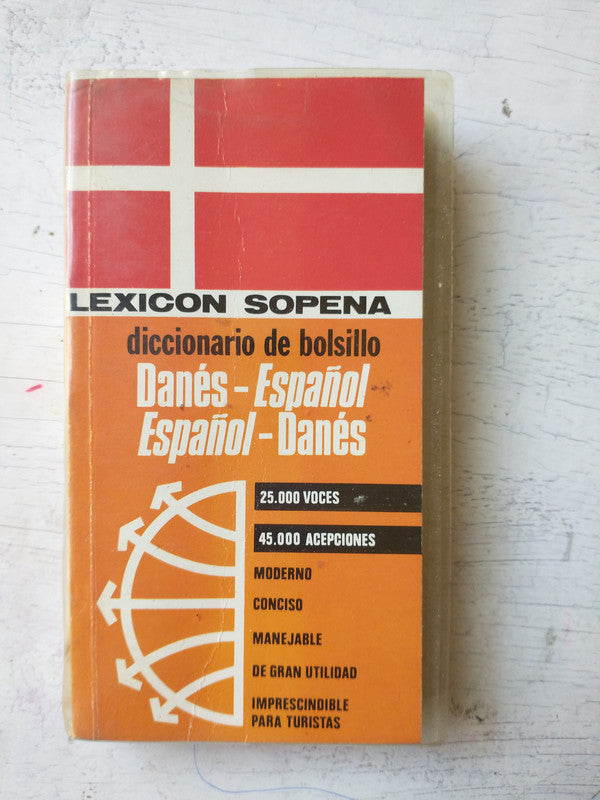 LEXICON SOPENA
diccionario de bolsillo
Danés - Español
Español - Danés
25.000 VOCES
45.000 ACEPCIONES
MODERNO
CONCISO
MANEJABLE
DE GRAN UTILIDAD
IMPRESCINDIBLE
PARA TURISTAS